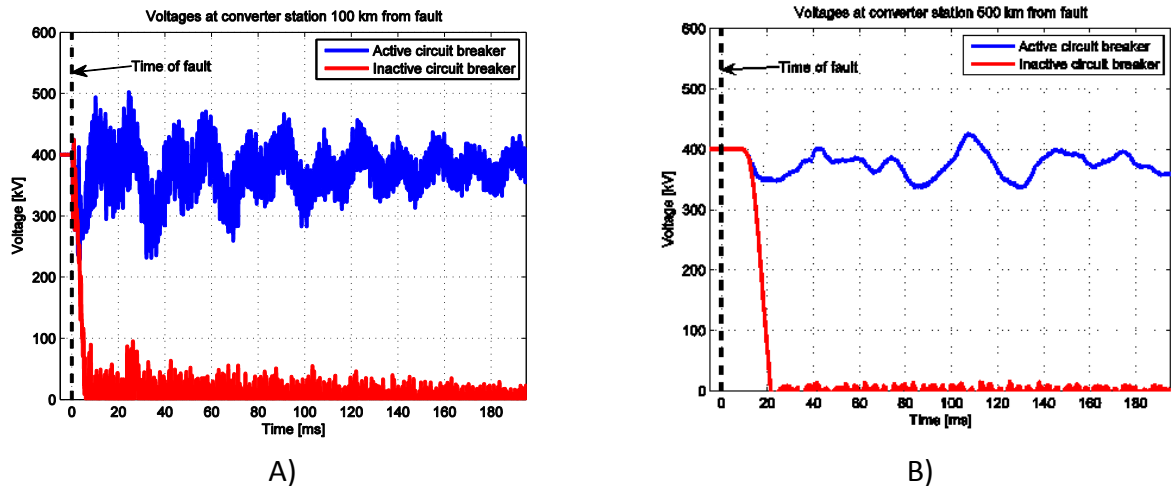 Voltages at converter station 100 km from fault
600
500
400
300
200
100
0
Voltage [kV]
Time of fault
Active circuit breaker
Inactive circuit breaker
0 20 40 60 80 100 120 140 160 180
Time [ms]
A)
Voltages at converter station 500 km from fault
600
500
400
300
200
100
0
Voltage [kV]
Time of fault
Active circuit breaker
Inactive circuit breaker
0 20 40 60 80 100 120 140 160 180
Time [ms]
B)